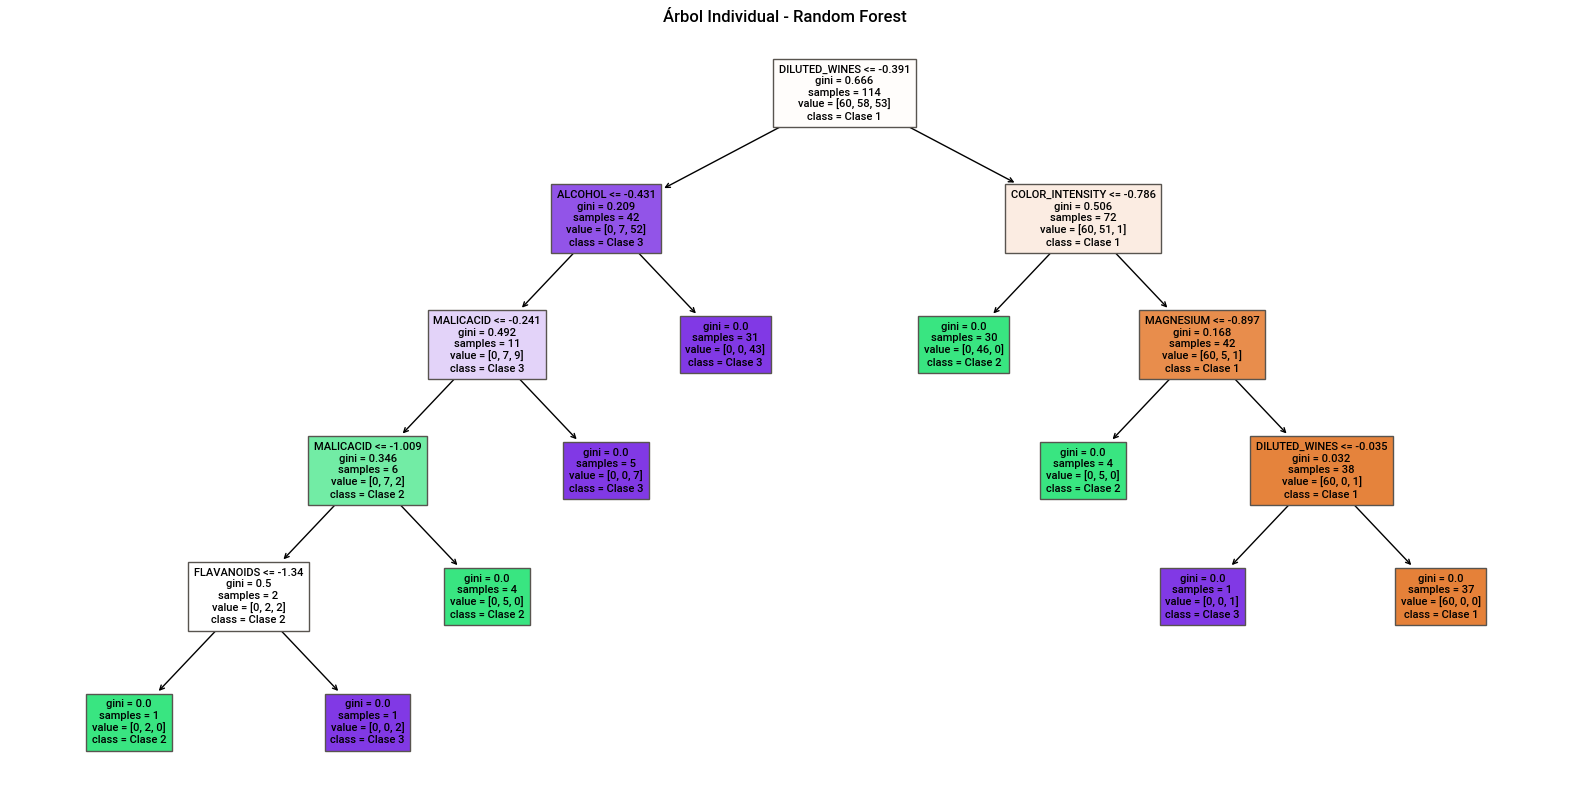 Árbol Individual - Random Forest
DILUTED_WINES <= -0.391
gini = 0.666
samples = 114
value = [60, 58, 53]
class = Clase 1
ALCOHOL <= -0.431
gini = 0.209
samples = 42
value = [0, 7, 52]
class = Clase 3
COLOR_INTENSITY <= -0.786
gini = 0.506
samples = 72
value = [60, 51, 1]
class = Clase 1
MALICACID <= -0.241
gini = 0.492
samples = 11
value = [0, 7, 9]
class = Clase 3
gini = 0.0
samples = 31
value = [0, 0, 43]
class = Clase 3
gini = 0.0
samples = 30
value = [0, 46, 0]
class = Clase 2
MAGNESIUM <= -0.897
gini = 0.168
samples = 42
value = [60, 5, 1]
class = Clase 1
MALICACID <= -1.009
gini = 0.346
samples = 6
value = [0, 7, 2]
class = Clase 2
gini = 0.0
samples = 5
value = [0, 0, 7]
class = Clase 3
gini = 0.0
samples = 4
value = [0, 5, 0]
class = Clase 2
DILUTED_WINES <= -0.035
gini = 0.032
samples = 38
value = [60, 0, 1]
class = Clase 1
FLAVANOIDS <= -1.34
gini = 0.5
samples = 2
value = [0, 2, 2]
class = Clase 2
gini = 0.0
samples = 4
value = [0, 5, 0]
class = Clase 2
gini = 0.0
samples = 1
value = [0, 0, 1]
class = Clase 3
gini = 0.0
samples = 37
value = [60, 0, 0]
class = Clase 1
gini = 0.0
samples = 1
value = [0, 2, 0]
class = Clase 2
gini = 0.0
samples = 1
value = [0, 0, 2]
class = Clase 3